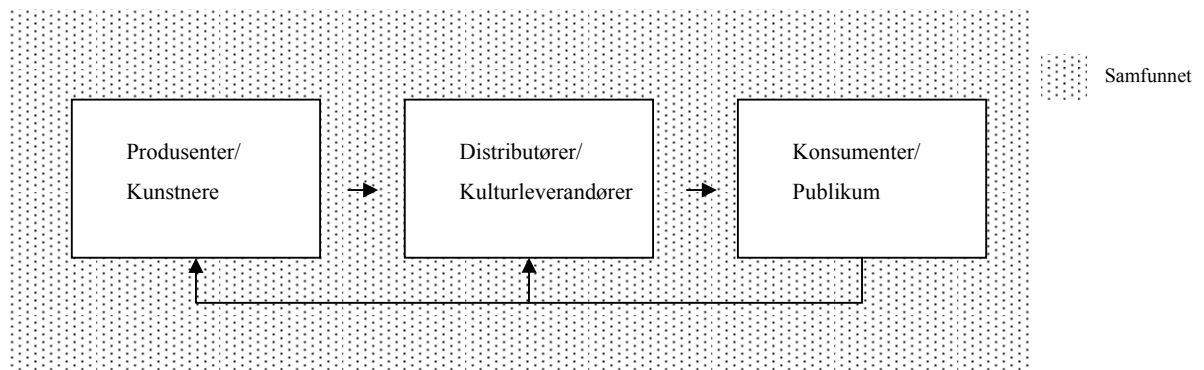 Samfunnet
Produsenter/
Kunstnere
Distributører/
Kulturleverandører
Konsumenter/
Publikum